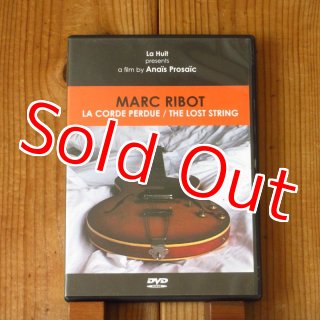 La Huit
presents
a film by Anaïs Prosaïc
MARC RIBOT
LA CORDE PERDUE / THE LOST STRING
Sold Out
DVD